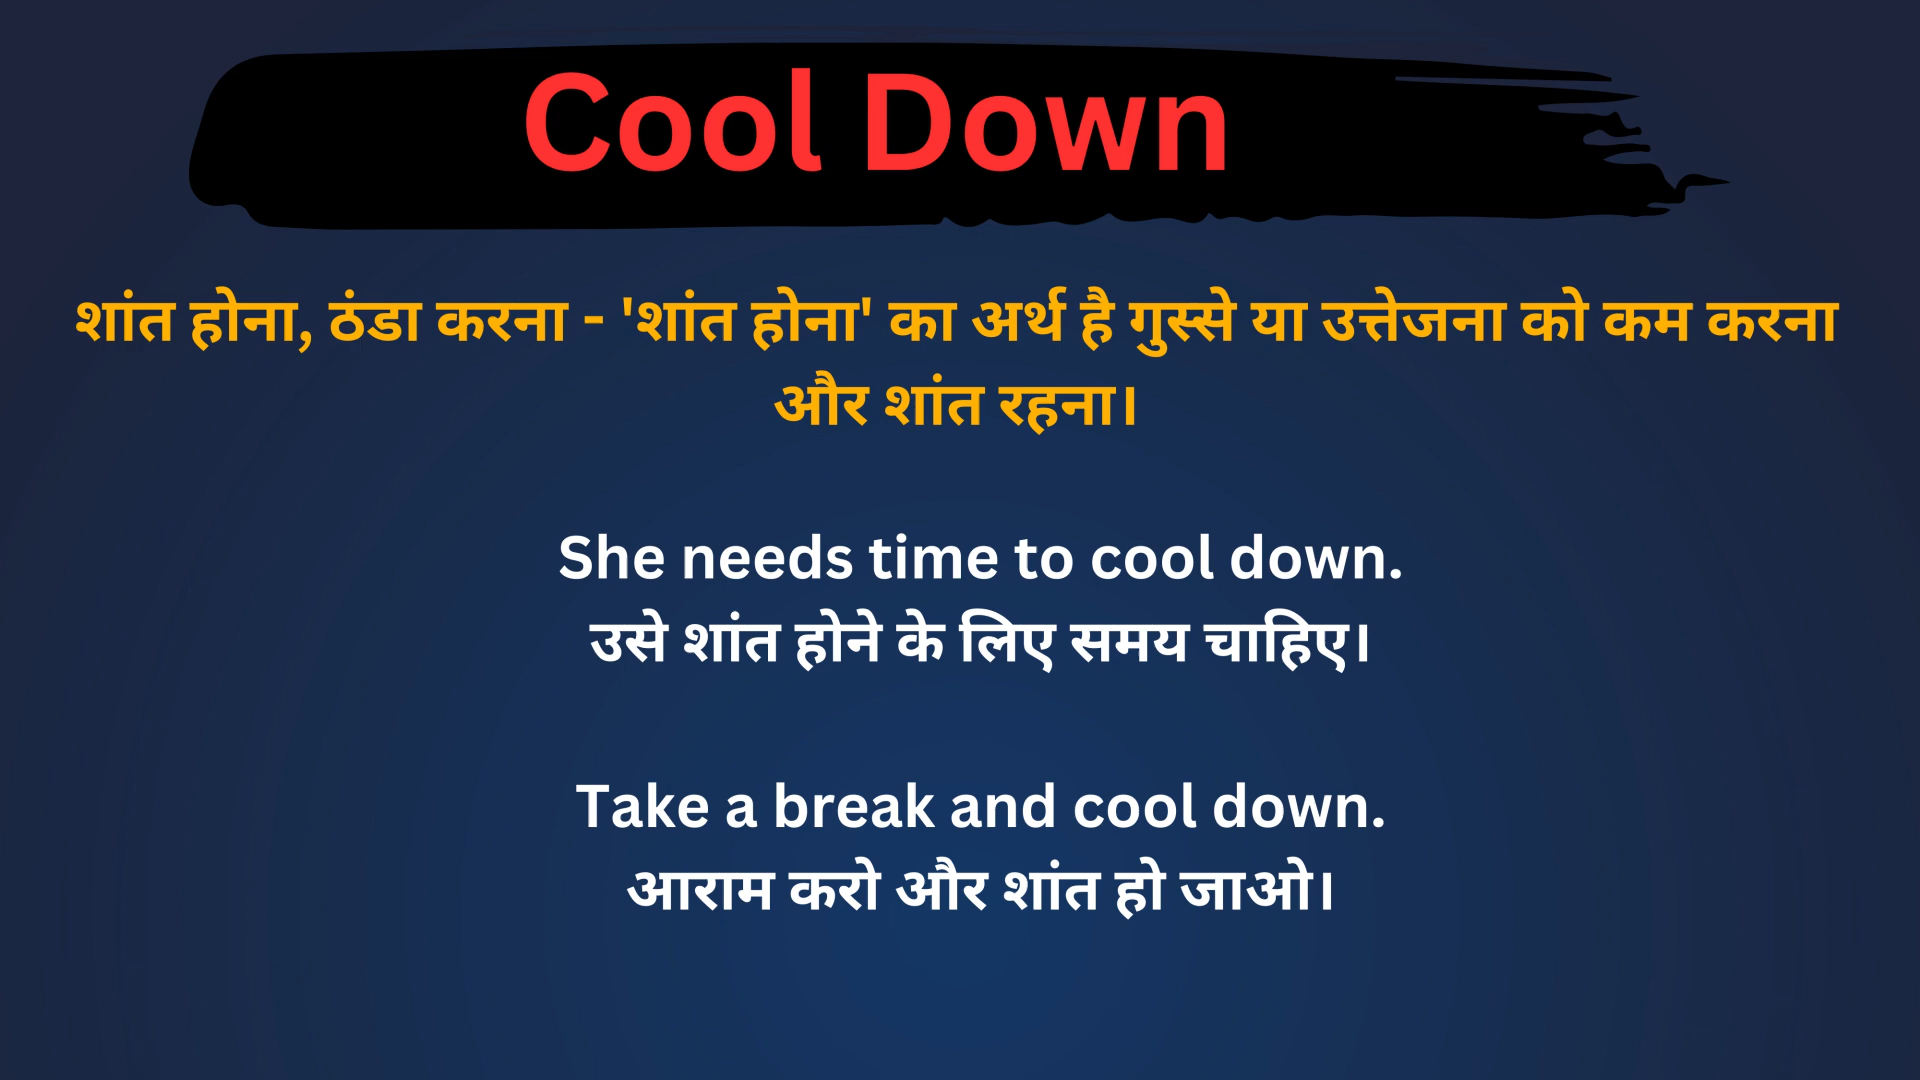 Cool Down
शांत होना, ठंडा करना - 'शांत होना' का अर्थ है गुस्से या उत्तेजना को कम करना
और शांत रहना।
She needs time to cool down.
उसे शांत होने के लिए समय चाहिए।
Take a break and cool down.
आराम करो और शांत हो जाओ।